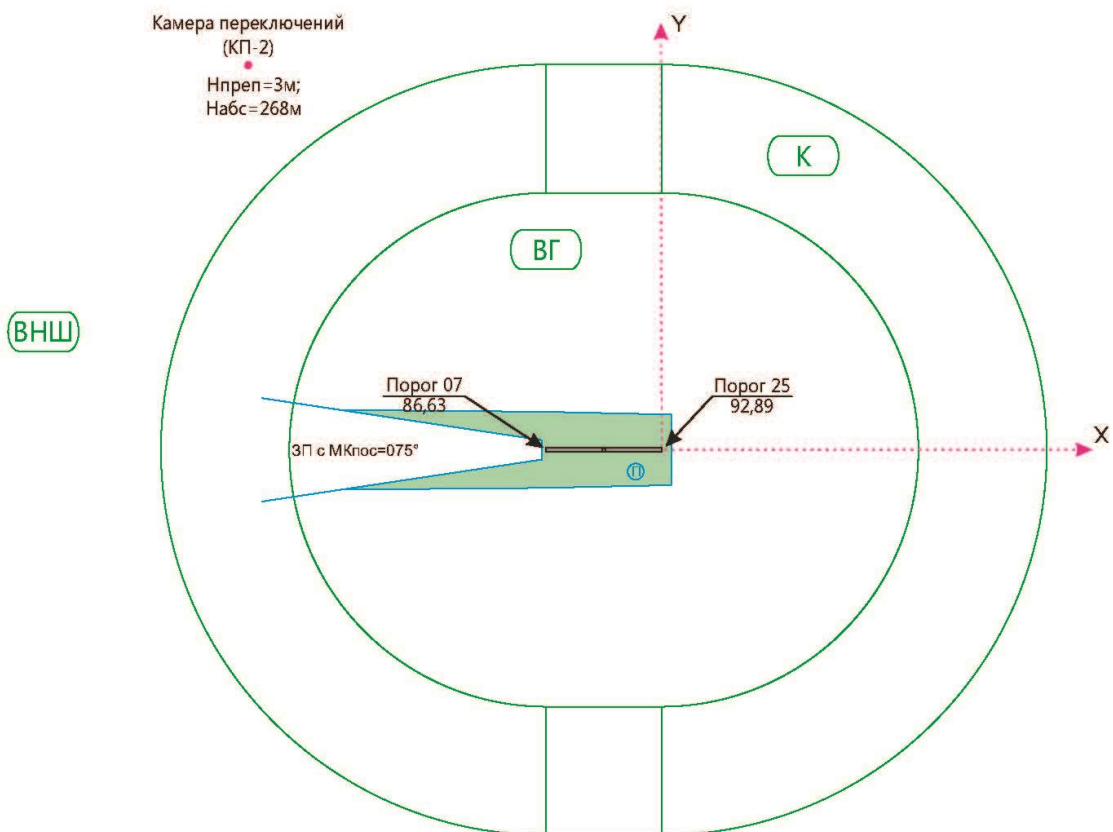 Камера переключений
(КП-2)
Нпреп=3м;
Набс=268м
Y
К
ВГ
ВНШ
Порог 07
86,63
Порог 25
92,89
X
ЗП с МКпос=075°
П